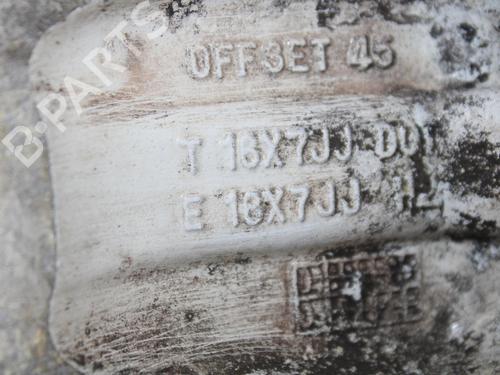 B-PARTS
OFFSET 45
T 16X7JJ DOT
E 16X7JJ